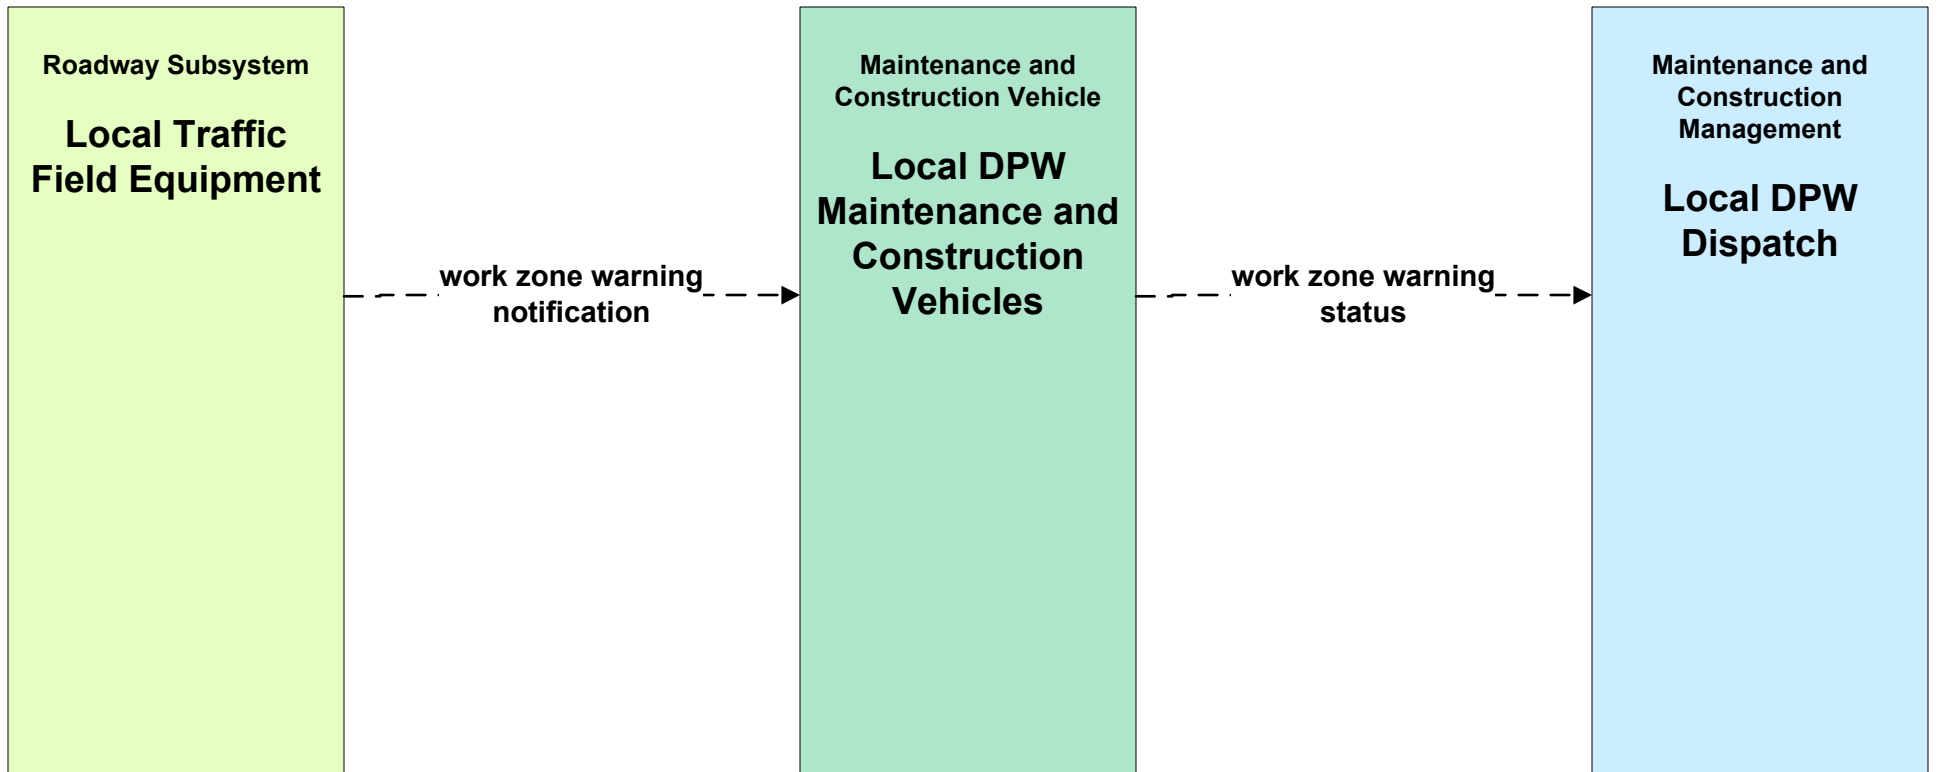 Roadway Subsystem
Local Traffic
Field Equipment
work zone warning
notification
Maintenance and
Construction Vehicle
Local DPW
Maintenance and
Construction
Vehicles
work zone warning
status
Maintenance and
Construction
Management
Local DPW
Dispatch